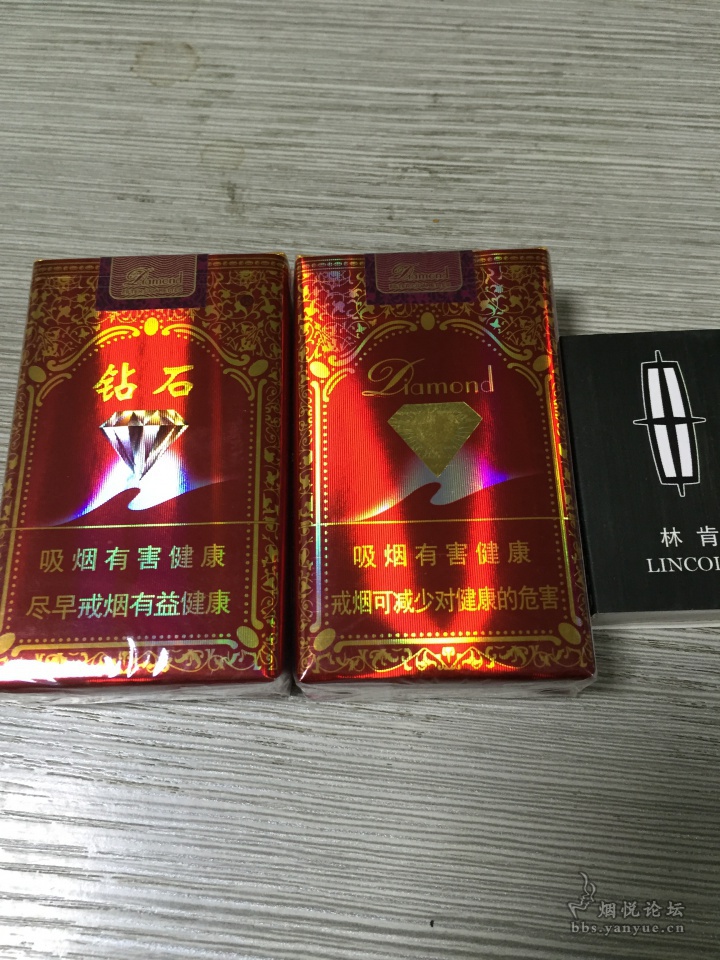 Diamond
钻石
吸烟有害健康
尽早戒烟有益健康
Diamond
Diamond
吸烟有害健康
戒烟可减少对健康的危害
林肯
LINCOL
烟悦论坛
bbs.yanyue.cn